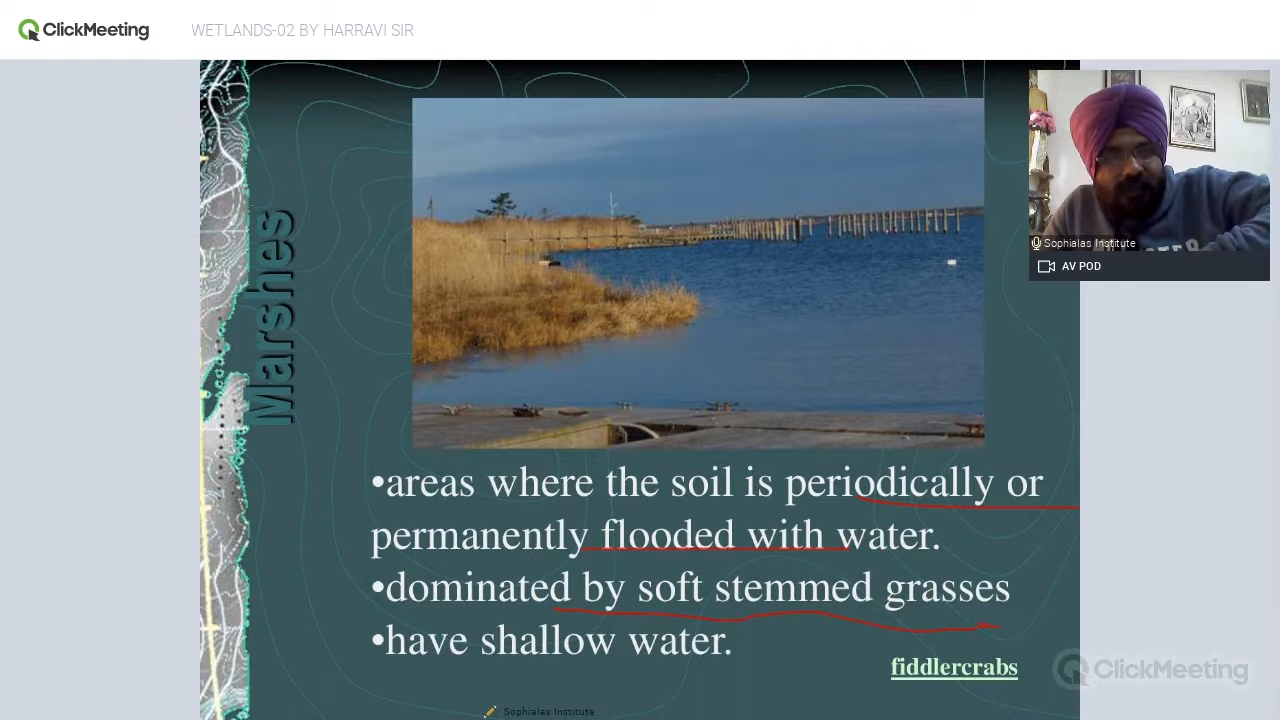 ClickMeeting
WETLANDS-02 BY HARRAVI SIR
Marshes
Sophialas Institute
AV POD
•areas where the soil is periodically or
permanently flooded with water.
•dominated by soft stemmed grasses
•have shallow water.
fiddlercrabs
ClickMeeting
Sophialas Institute